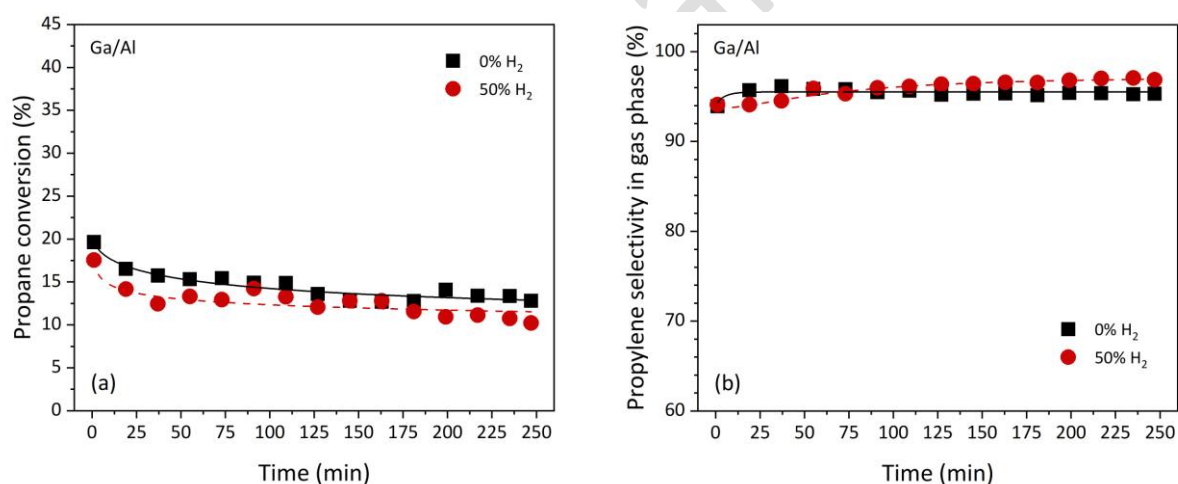 Ga/Al
0% H₂
50% H₂
Propane conversion (%)
45
40
35
30
25
20
15
10
5
0
(a)
0 25 50 75 100 125 150 175 200 225 250
Time (min)
Ga/Al
Propylene selectivity in gas phase (%)
100
90
80
70
60
0% H₂
50% H₂
(b)
0 25 50 75 100 125 150 175 200 225 250
Time (min)